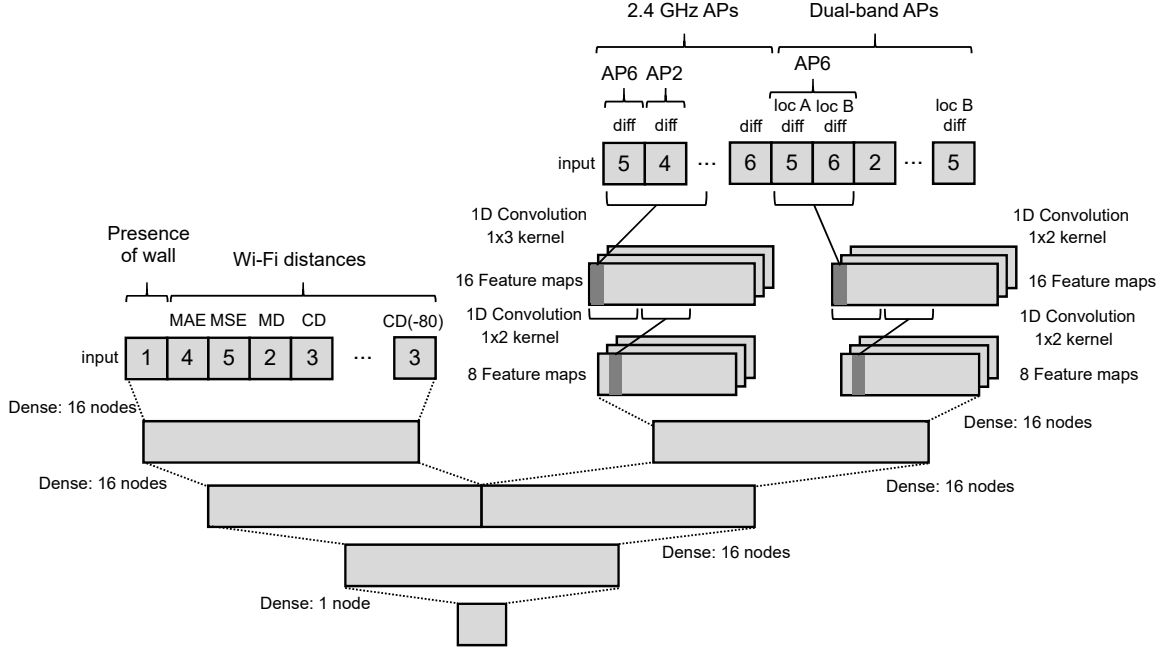 2.4 GHz APs
Dual-band APs
AP6 AP2
AP6
loc A loc B
loc B
diff diff diff diff diff diff
input 5 4 ... 6 5 6 2 ... 5
1D Convolution
1x3 kernel
1D Convolution
1x2 kernel
16 Feature maps
16 Feature maps
1D Convolution
1x2 kernel
1D Convolution
1x2 kernel
8 Feature maps
8 Feature maps
Presence
of wall
Wi-Fi distances
MAE MSE MD CD CD(-80)
input 1 4 5 2 3 ... 3
Dense: 16 nodes
Dense: 16 nodes
Dense: 16 nodes
Dense: 16 nodes
Dense: 16 nodes
Dense: 1 node